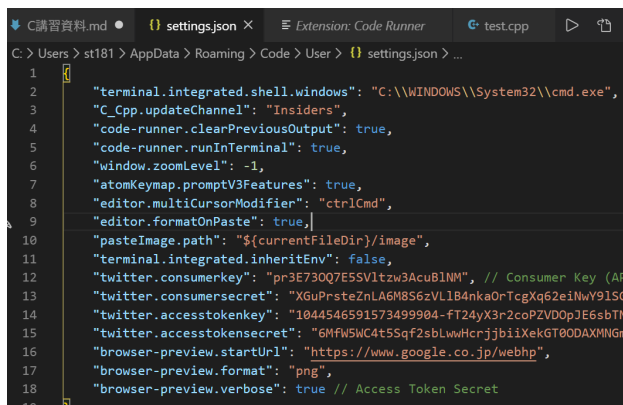 C講習資料.md ● {} settings.json × Extension: Code Runner test.cpp
C: > Users > st181 > AppData > Roaming > Code > User > {} settings.json > ...
1 {
2 "terminal.integrated.shell.windows": "C:\\WINDOWS\\System32\\cmd.exe",
3 "C_Cpp.updateChannel": "Insiders",
4 "code-runner.clearPreviousOutput": true,
5 "code-runner.runInTerminal": true,
6 "window.zoomLevel": -1,
7 "atomKeymap.promptV3Features": true,
8 "editor.multiCursorModifier": "ctrlCmd",
9 "editor.formatOnPaste": true,
10 "pasteImage.path": "${currentFileDir}/image",
11 "terminal.integrated.inheritEnv": false,
12 "twitter.consumerkey": // Consumer Key
13 "twitter.consumersecret":
14 "twitter.accesstokenkey":
15 "twitter.accesstokensecret":
16 "browser-preview.startUrl": "https://www.google.co.jp/webhp",
17 "browser-preview.format": "png",
18 "browser-preview.verbose": true // Access Token Secret